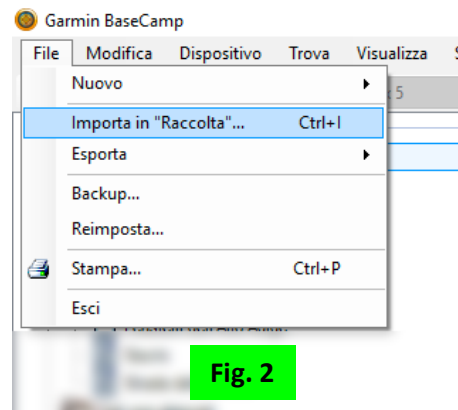 Garmin BaseCamp
File Modifica Dispositivo Trova Visualizza
Nuovo
5
Importa in "Raccolta"... Ctrl+I
Esporta
Backup...
Reimposta...
Stampa... Ctrl+P
Esci
Fig. 2